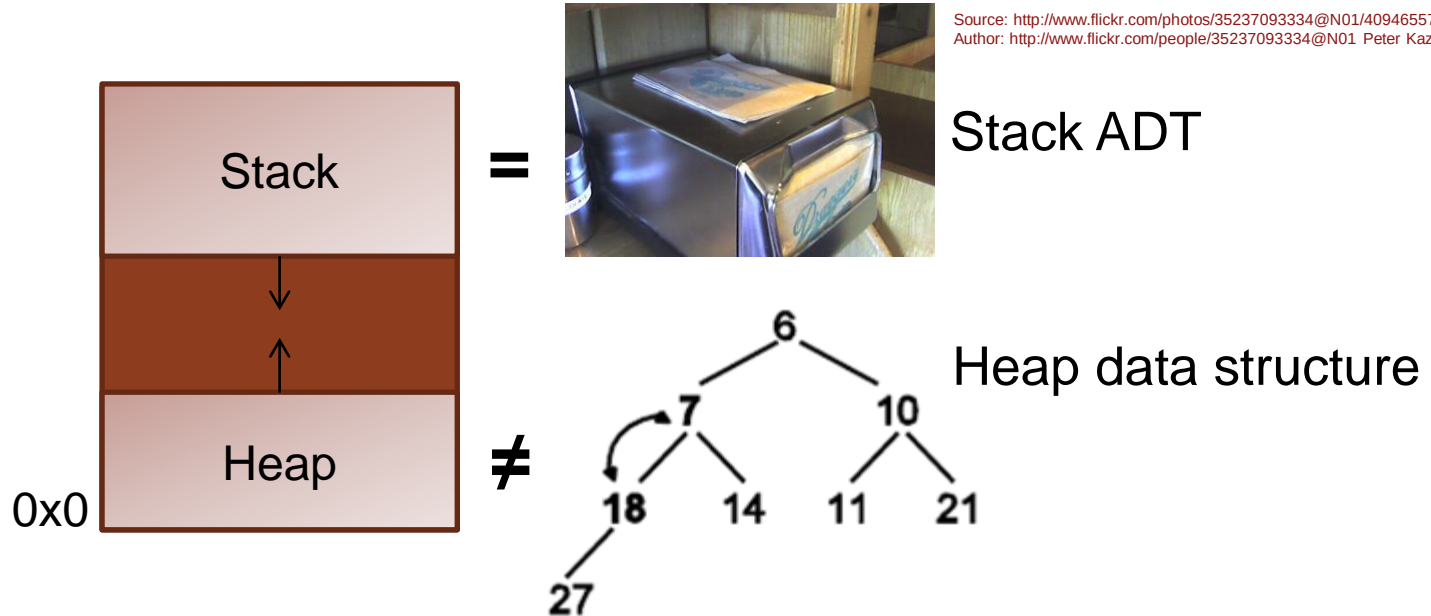 Source: http://www.flickr.com/photos/35237093334@N01/40946557
Author: http://www.flickr.com/people/35237093334@N01 Peter Kaz
Stack
=
Stack ADT
6
Heap data structure
7 10
Heap
≠
0x0
18 14 11 21
27